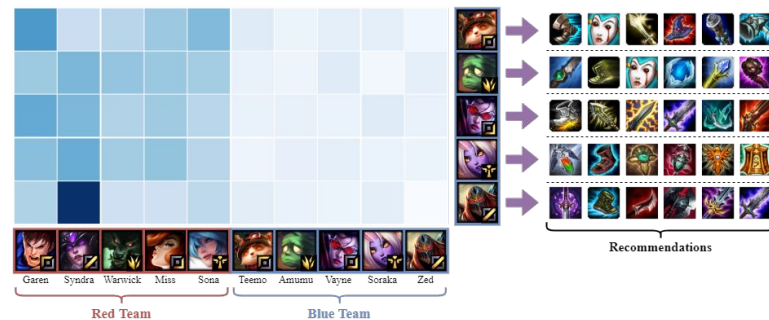 Recommendations
Garen Syndra Warwick Miss Sona Teemo Amumu Vayne Soraka Zed
Red Team Blue Team